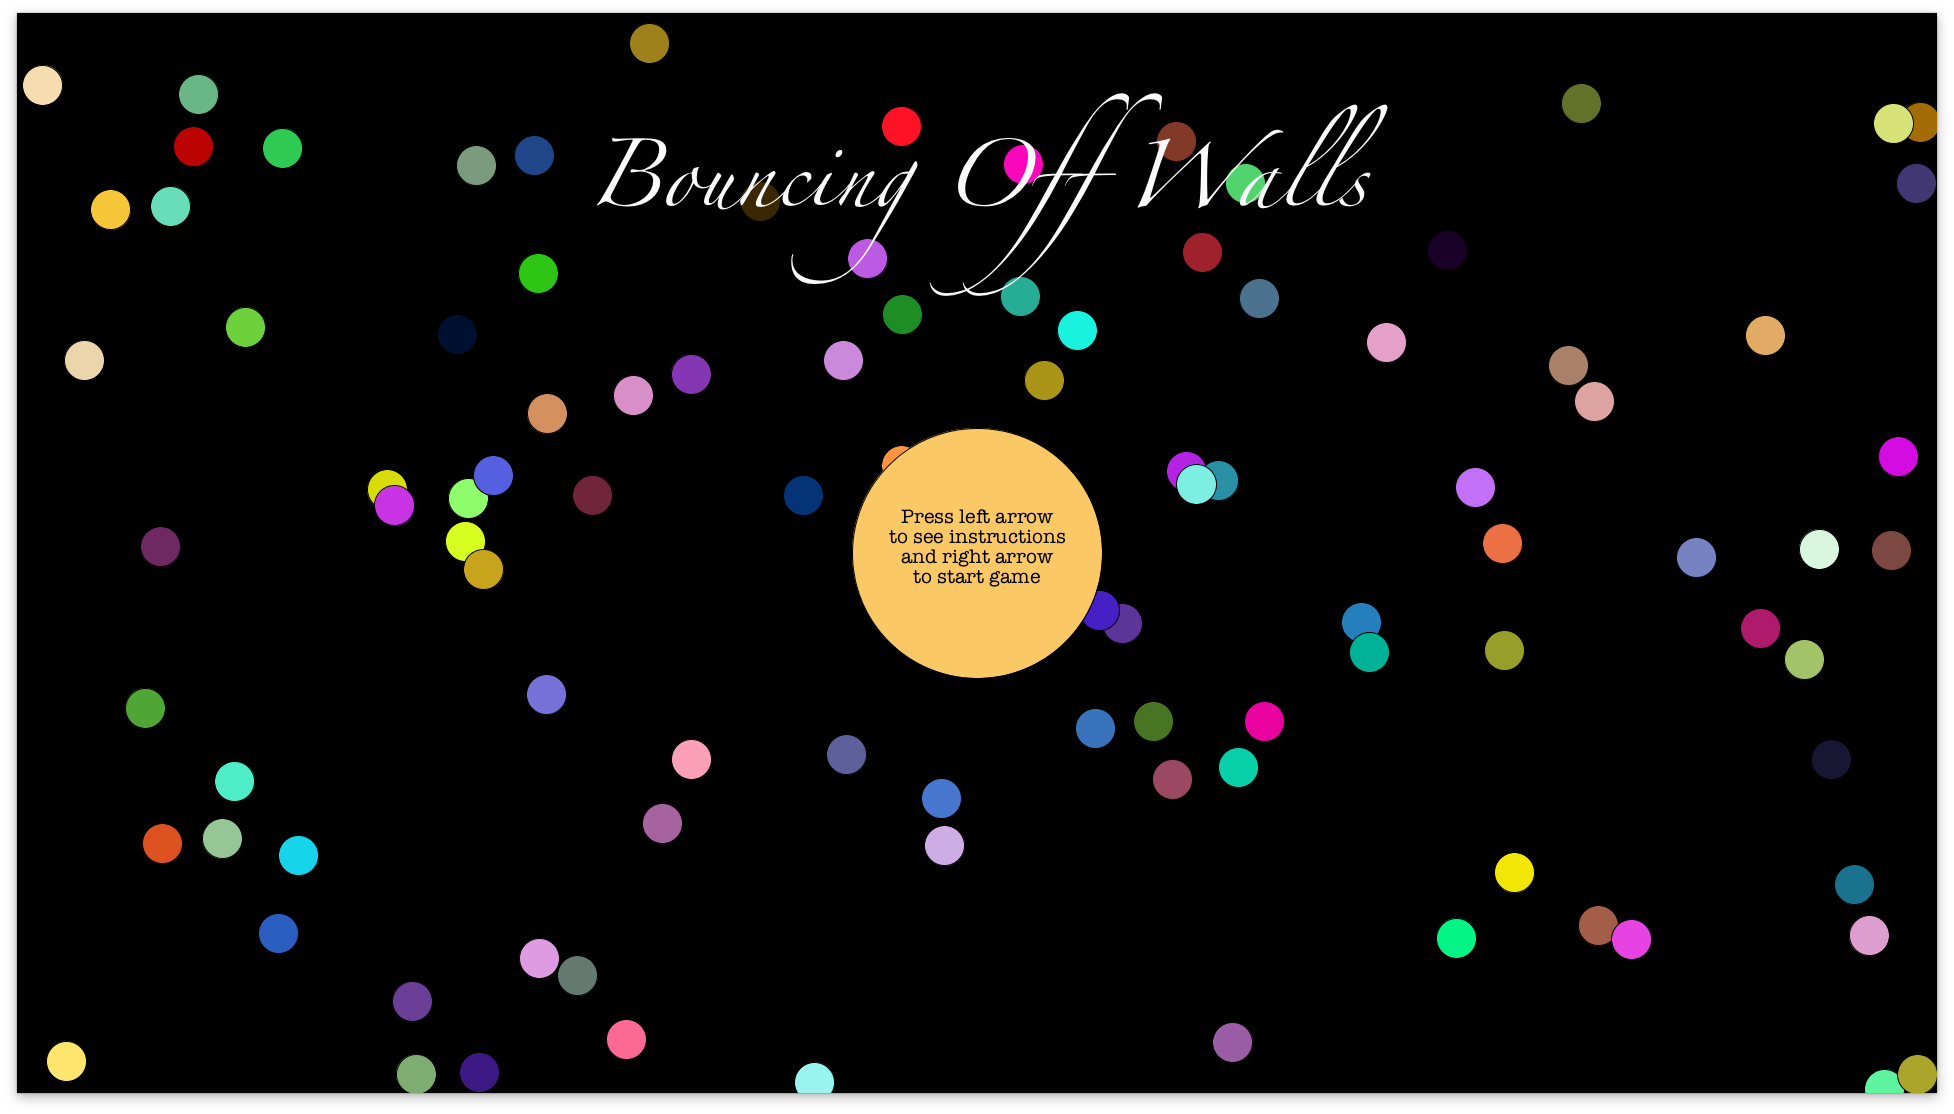 Bouncing Off Walls
Press left arrow
to see instructions
and right arrow
to start game